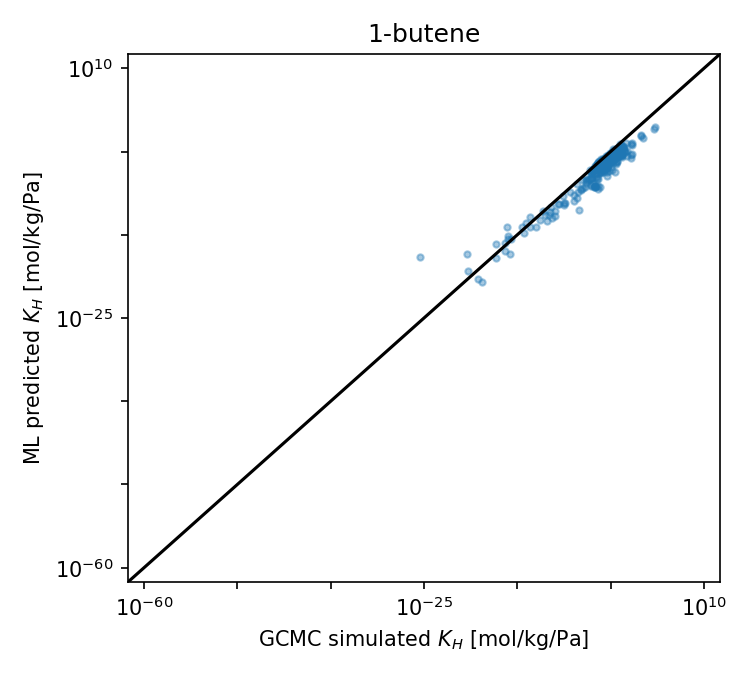 1-butene
10^10
ML predicted K_H [mol/kg/Pa]
10^−25
10^−60
10^−60 10^−25 10^10
GCMC simulated K_H [mol/kg/Pa]